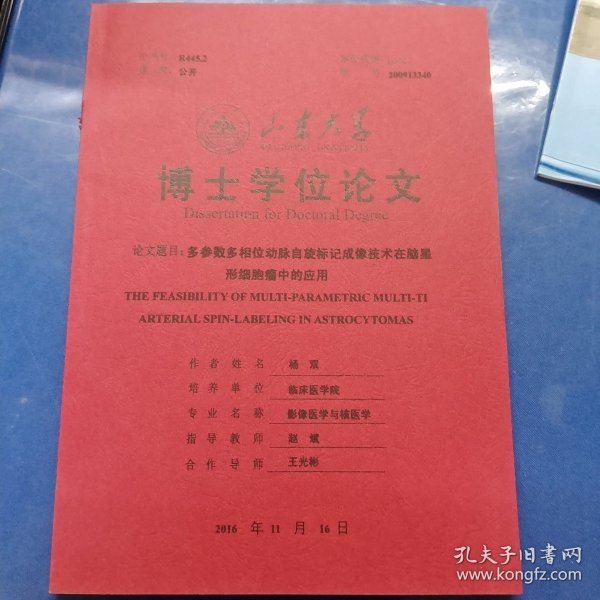 R445.2
公开
200913340
山东大学
SHANDONG UNIVERSITY
博士学位论文
Dissertation for Doctoral Degree
论文题目:多参数多相位动脉自旋标记成像技术在脑星
形细胞瘤中的应用
THE FEASIBILITY OF MULTI-PARAMETRIC MULTI-TI
ARTERIAL SPIN-LABELING IN ASTROCYTOMAS
作者姓名 杨双
培养单位 临床医学院
专业名称 影像医学与核医学
指导教师 赵斌
合作导师 王光彬
2016 年 11 月 16 日
孔夫子旧书网
www.kongfz.com